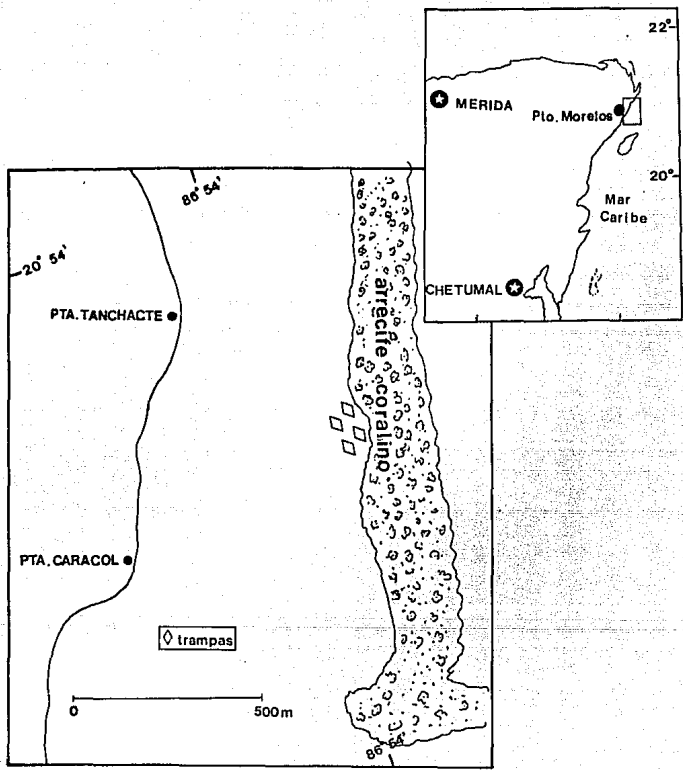 22°
MERIDA
Pto. Morelos
20°
Mar
Caribe
CHETUMAL
86° 54'
20° 54'
PTA. TANCHACTE
arrecife coralino
PTA. CARACOL
trampas
0 500m
86° 54'